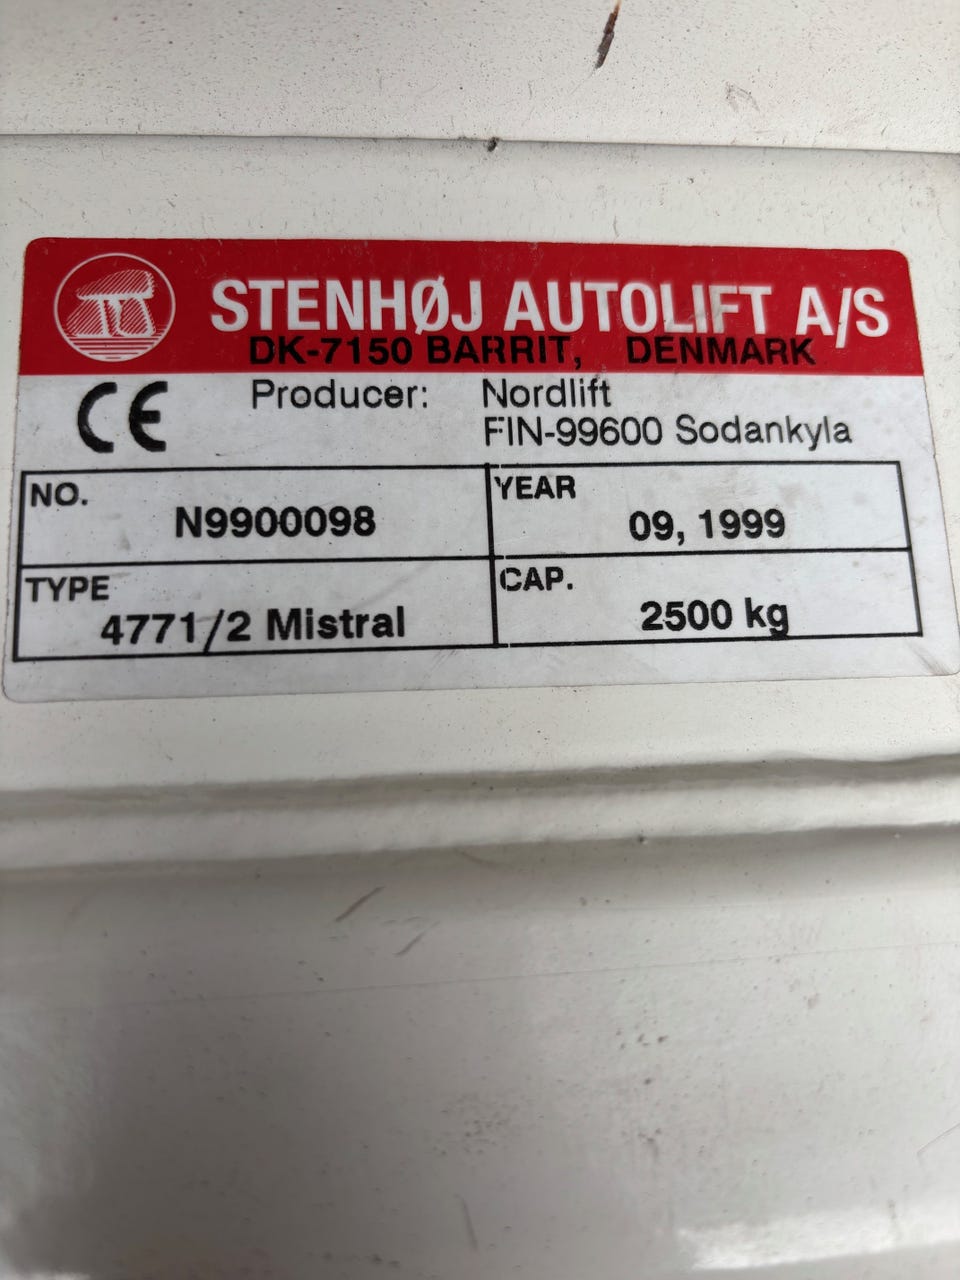 STENHØJ AUTOLIFT A/S
DK-7150 BARRIT, DENMARK
CE Producer: Nordlift
FIN-99600 Sodankyla
NO. N9900098
YEAR 09, 1999
TYPE 4771/2 Mistral
CAP. 2500 kg